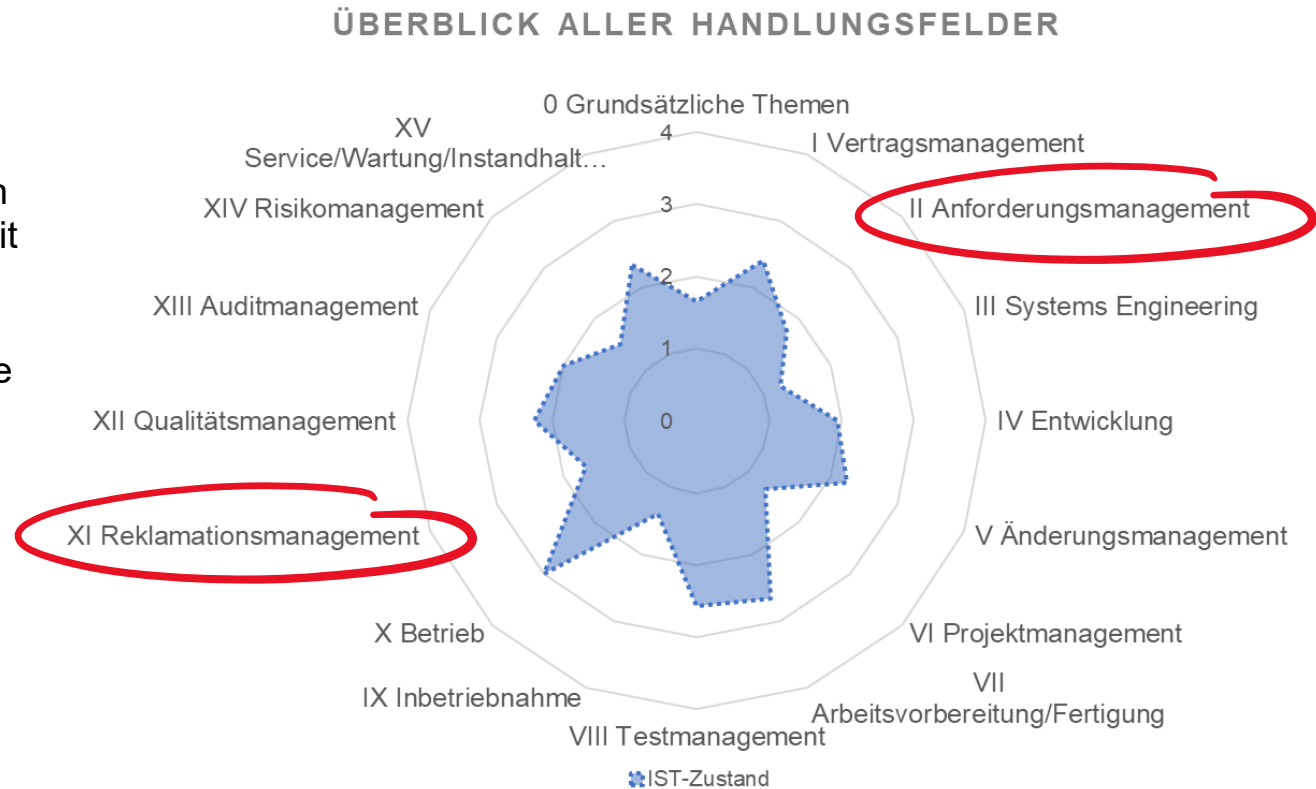 ÜBERBLICK ALLER HANDLUNGSFELDER
0 Grundsätzliche Themen
I Vertragsmanagement
II Anforderungsmanagement
III Systems Engineering
IV Entwicklung
V Änderungsmanagement
VI Projektmanagement
VII
Arbeitsvorbereitung/Fertigung
VIII Testmanagement
IX Inbetriebnahme
X Betrieb
XI Reklamationsmanagement
XII Qualitätsmanagement
XIII Auditmanagement
XIV Risikomanagement
XV
Service/Wartung/Instandhalt…
4
3
2
1
0
IST-Zustand